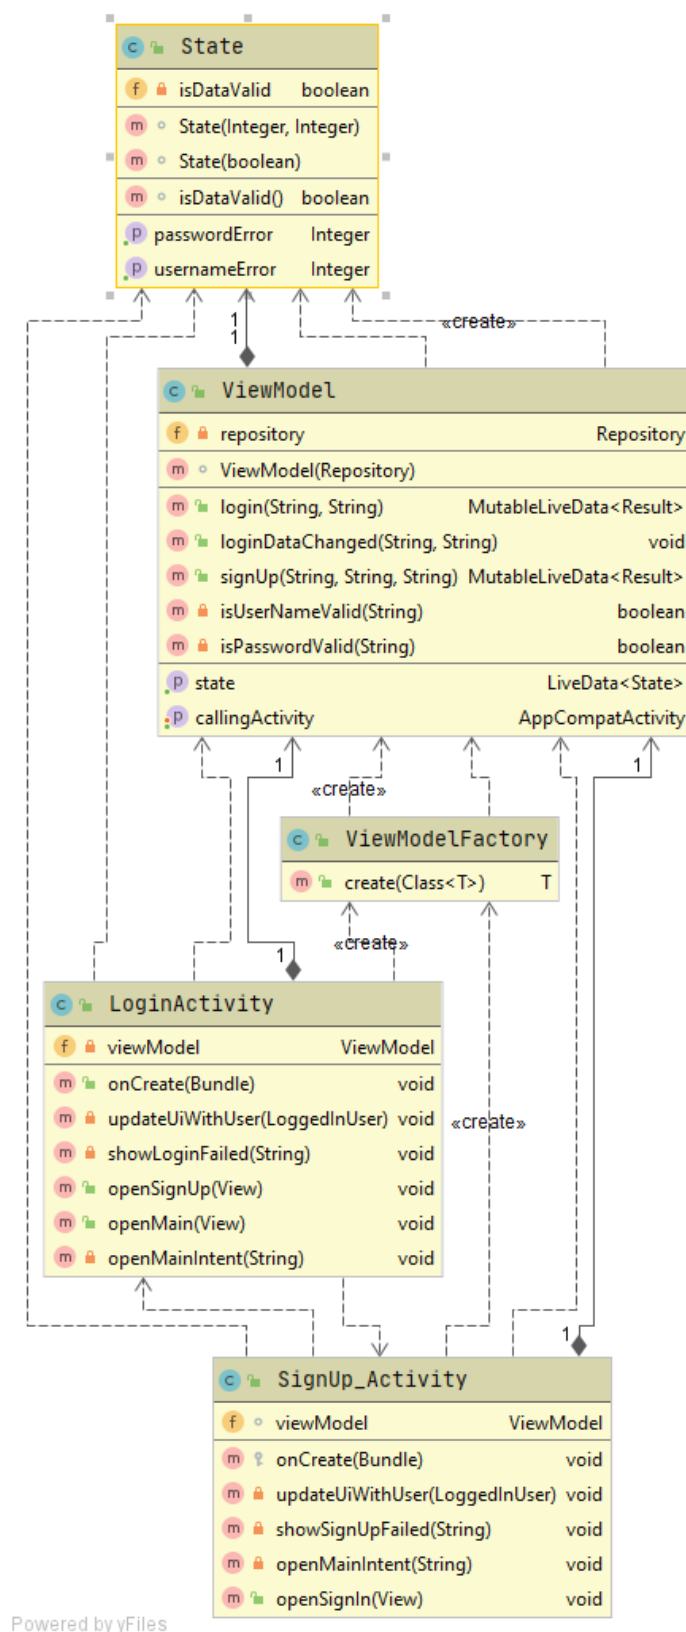 State
isDataValid boolean
State(Integer, Integer)
State(boolean)
isDataValid() boolean
passwordError Integer
usernameError Integer
1
1
«create»
ViewModel
repository Repository
ViewModel(Repository)
login(String, String) MutableLiveData<Result>
loginDataChanged(String, String) void
signUp(String, String, String) MutableLiveData<Result>
isUserNameValid(String) boolean
isPasswordValid(String) boolean
state LiveData<State>
callingActivity AppCompatActivity
1
1
«create»
ViewModelFactory
create(Class<T>) T
«create»
1
LoginActivity
viewModel ViewModel
onCreate(Bundle) void
updateUiWithUser(LoggedInUser) void
showLoginFailed(String) void
openSignUp(View) void
openMain(View) void
openMainIntent(String) void
«create»
1
SignUp_Activity
viewModel ViewModel
onCreate(Bundle) void
updateUiWithUser(LoggedInUser) void
showSignUpFailed(String) void
openMainIntent(String) void
openSignIn(View) void
Powered by yFiles